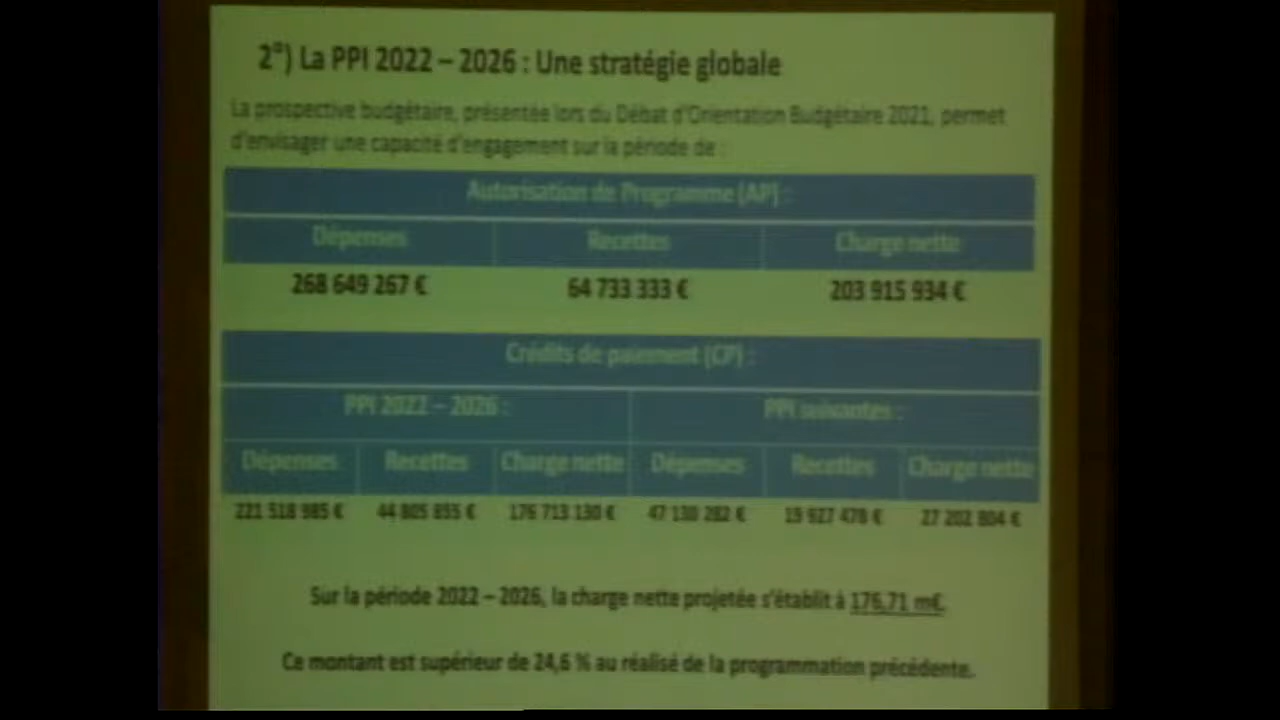 2°) La PPI 2022 – 2026 : Une stratégie globale
La prospective budgétaire, présentée lors du Débat d'Orientation Budgétaire 2021, permet
d'envisager une capacité d'engagement sur la période de :
Autorisation de Programme (AP) :
Dépenses Recettes Charge nette
268 649 267 € 64 733 333 € 203 915 934 €
Crédits de paiement (CP) :
PPI 2022 – 2026 : PPI suivantes :
Dépenses Recettes Charge nette Dépenses Recettes Charge nette
221 518 985 € 44 805 855 € 176 713 130 € 47 130 282 € 19 927 478 € 27 202 804 €
Sur la période 2022 – 2026, la charge nette projetée s'établit à 176,71 m€.
Ce montant est supérieur de 24,6 % au réalisé de la programmation précédente.